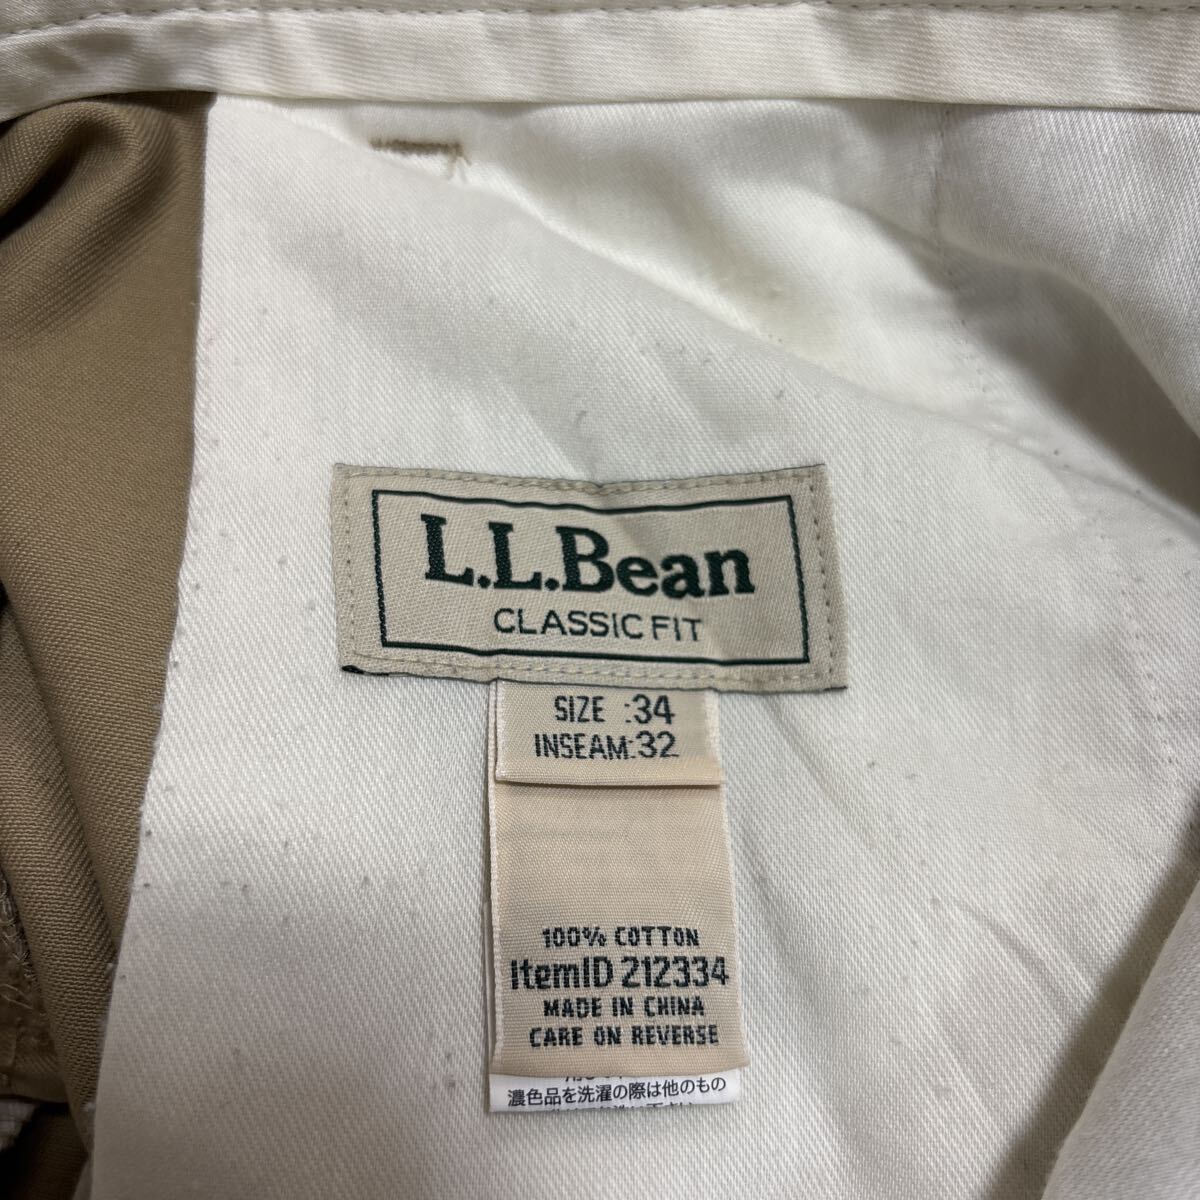 L.L.Bean
CLASSIC FIT
SIZE :34
INSEAM:32
100% COTTON
ItemID 212334
MADE IN CHINA
CARE ON REVERSE
濃色品を洗濯の際は他のもの